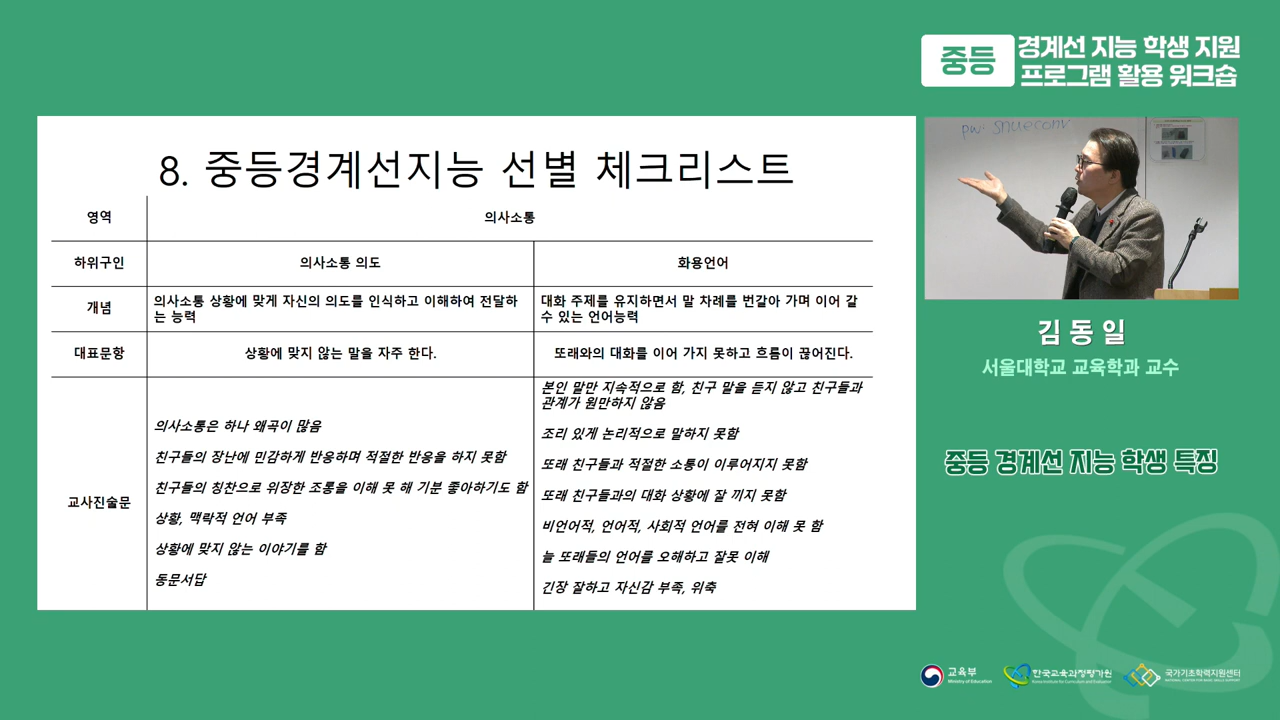 중등
경계선 지능 학생 지원
프로그램 활용 워크숍
8. 중등경계선지능 선별 체크리스트
영역
의사소통
하위구인
의사소통 의도
화용언어
개념
의사소통 상황에 맞게 자신의 의도를 인식하고 이해하여 전달하
는 능력
대화 주제를 유지하면서 말 차례를 번갈아 가며 이어 갈
수 있는 언어능력
대표문항
상황에 맞지 않는 말을 자주 한다.
또래와의 대화를 이어 가지 못하고 흐름이 끊어진다.
교사진술문
의사소통은 하나 왜곡이 많음
친구들의 장난에 민감하게 반응하며 적절한 반응을 하지 못함
친구들의 칭찬으로 위장한 조롱을 이해 못 해 기분 좋아하기도 함
상황, 맥락적 언어 부족
상황에 맞지 않는 이야기를 함
동문서답
본인 말만 지속적으로 함, 친구 말을 듣지 않고 친구들과
관계가 원만하지 않음
조리 있게 논리적으로 말하지 못함
또래 친구들과 적절한 소통이 이루어지지 못함
또래 친구들과의 대화 상황에 잘 끼지 못함
비언어적, 언어적, 사회적 언어를 전혀 이해 못 함
늘 또래들의 언어를 오해하고 잘못 이해
긴장 잘하고 자신감 부족, 위축
pw: snueconv
김동일
서울대학교 교육학과 교수
중등 경계선 지능 학생 특징
교육부
Ministry of Education
한국교육과정평가원
Korea Institute for Curriculum and Evaluation
국가기초학력지원센터
NATIONAL CENTER FOR BASIC SKILLS SUPPORT